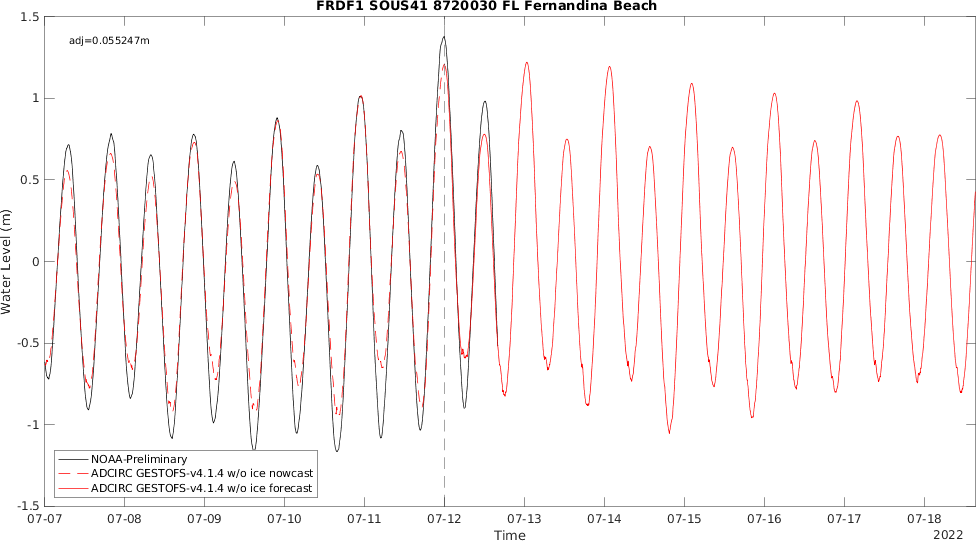 FRDF1 SOUS41 8720030 FL Fernandina Beach
adj=0.055247m
1.5
1
0.5
0
-0.5
-1
-1.5
Water Level (m)
NOAA-Preliminary
ADCIRC GESTOFS-v4.1.4 w/o ice nowcast
ADCIRC GESTOFS-v4.1.4 w/o ice forecast
07-07 07-08 07-09 07-10 07-11 07-12 07-13 07-14 07-15 07-16 07-17 07-18
Time
2022